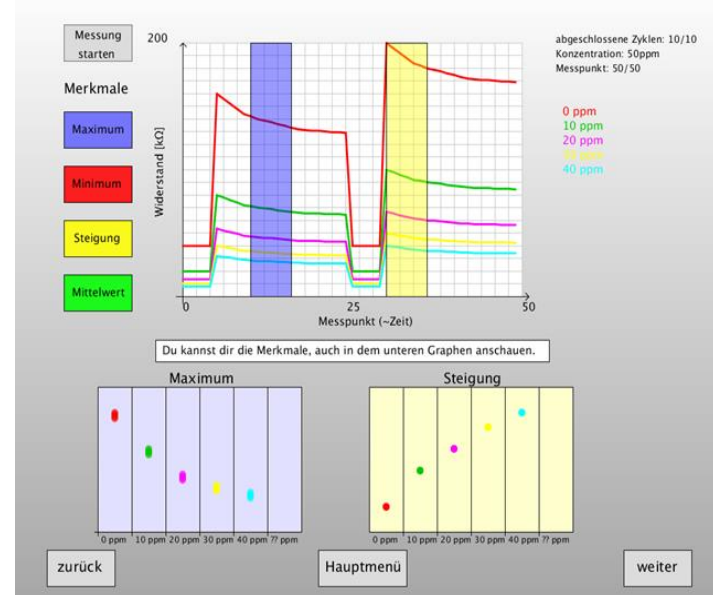 Messung
starten
Merkmale
Maximum
Minimum
Steigung
Mittelwert
200
Widerstand [kΩ]
0
25
50
Messpunkt (~Zeit)
abgeschlossene Zyklen: 10/10
Konzentration: 50ppm
Messpunkt: 50/50
0 ppm
10 ppm
20 ppm
30 ppm
40 ppm
Du kannst dir die Merkmale, auch in dem unteren Graphen anschauen.
Maximum
0 ppm 10 ppm 20 ppm 30 ppm 40 ppm ?? ppm
Steigung
0 ppm 10 ppm 20 ppm 30 ppm 40 ppm ?? ppm
zurück
Hauptmenü
weiter